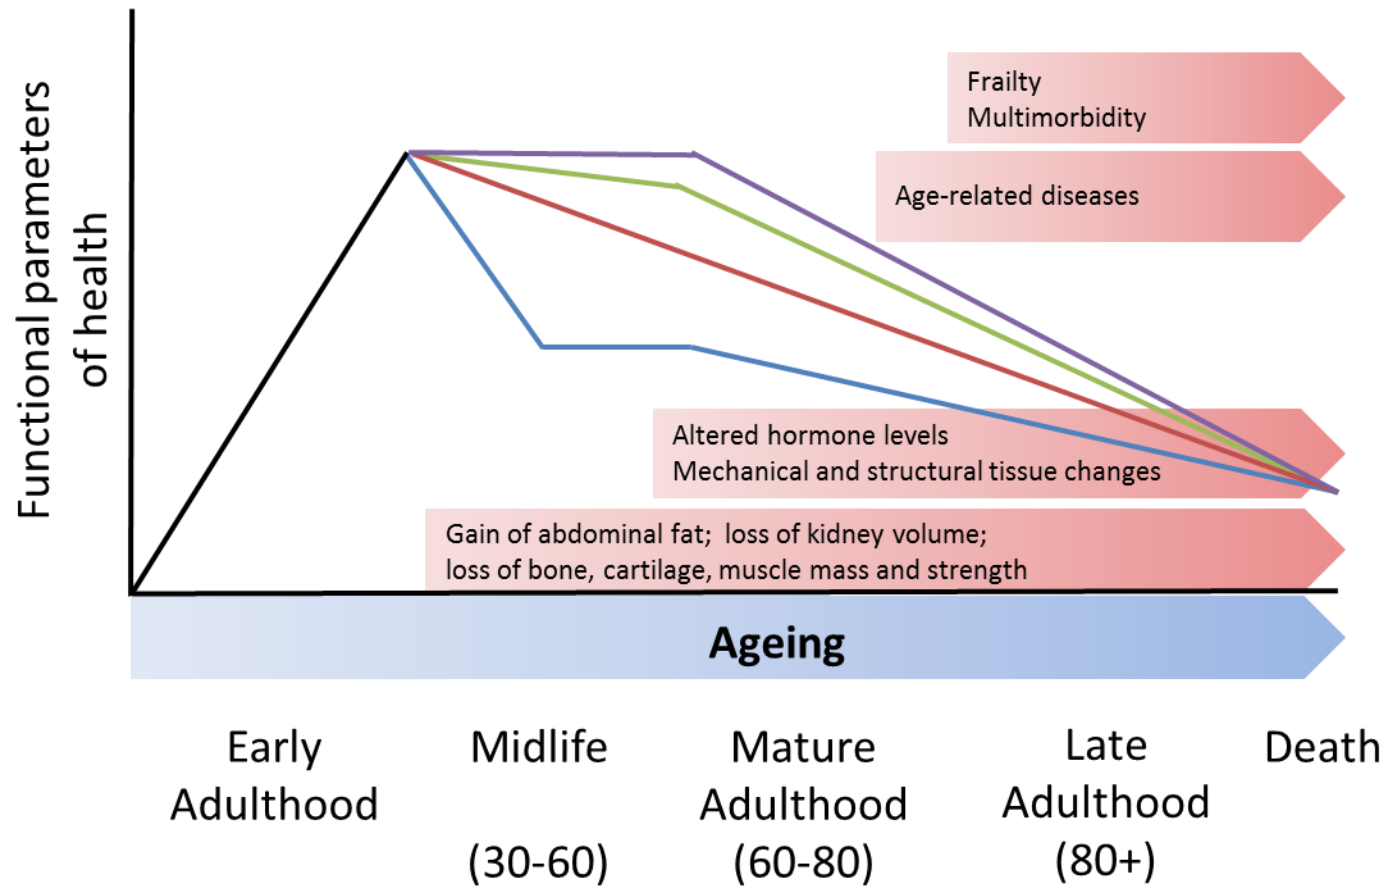 Functional parameters
of health
Frailty
Multimorbidity
Age-related diseases
Altered hormone levels
Mechanical and structural tissue changes
Gain of abdominal fat;  loss of kidney volume;
loss of bone, cartilage, muscle mass and strength
Ageing
Early
Adulthood
Midlife
(30-60)
Mature
Adulthood
(60-80)
Late
Adulthood
(80+)
Death